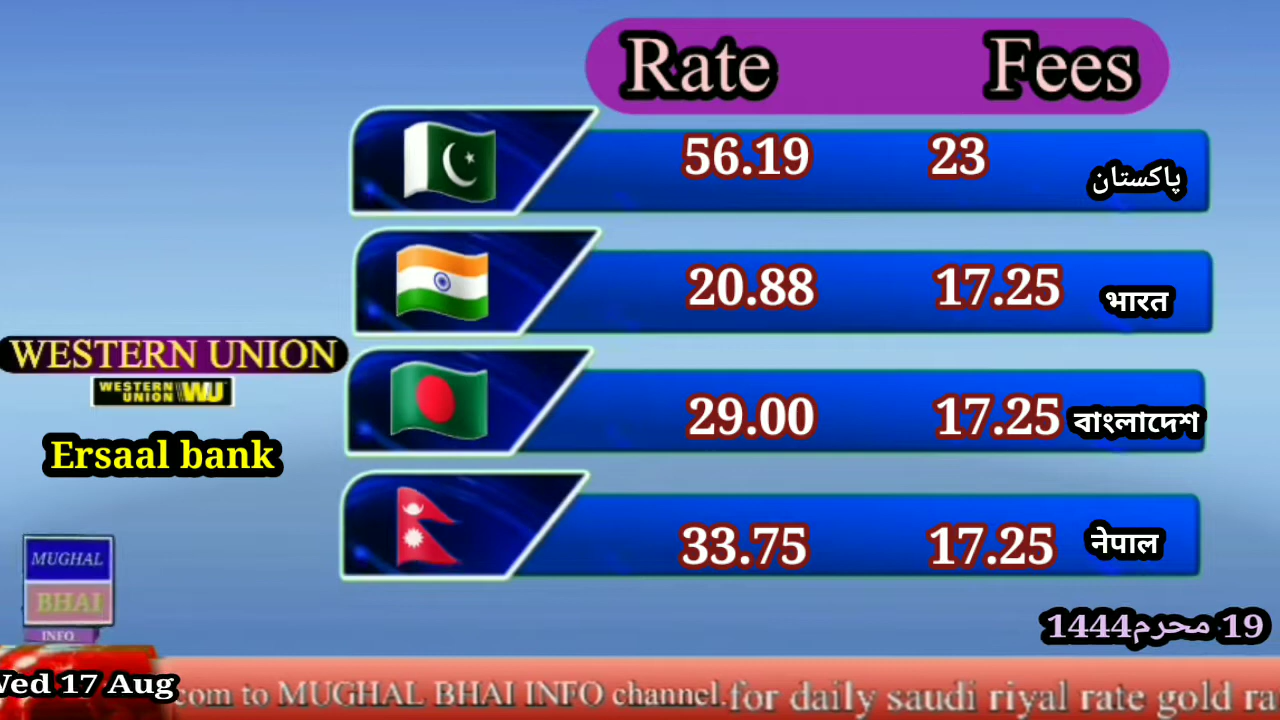 Rate Fees
56.19 23 پاکستان
20.88 17.25 भारत
WESTERN UNION
WESTERN UNION WU
29.00 17.25 বাংলাদেশ
Ersaal bank
33.75 17.25 नेपाल
MUGHAL
BHAI
INFO
19 محرم1444
Wed 17 Aug
com to MUGHAL BHAI INFO channel.for daily saudi riyal rate gold ra